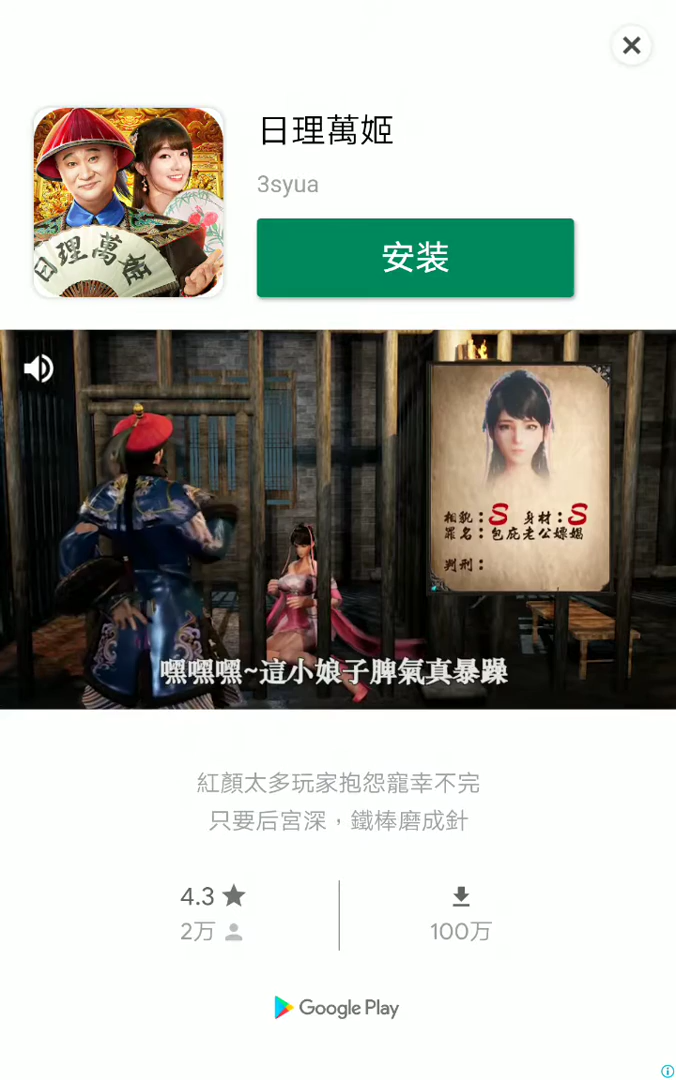 日理萬姬
3syua
日理萬姬
安装
相貌：S 身材：S
罪名：包庇老公嫖娼
判刑：
嘿嘿嘿~這小娘子脾氣真暴躁
紅顏太多玩家抱怨寵幸不完
只要后宮深，鐵棒磨成針
4.3
2万
100万
Google Play